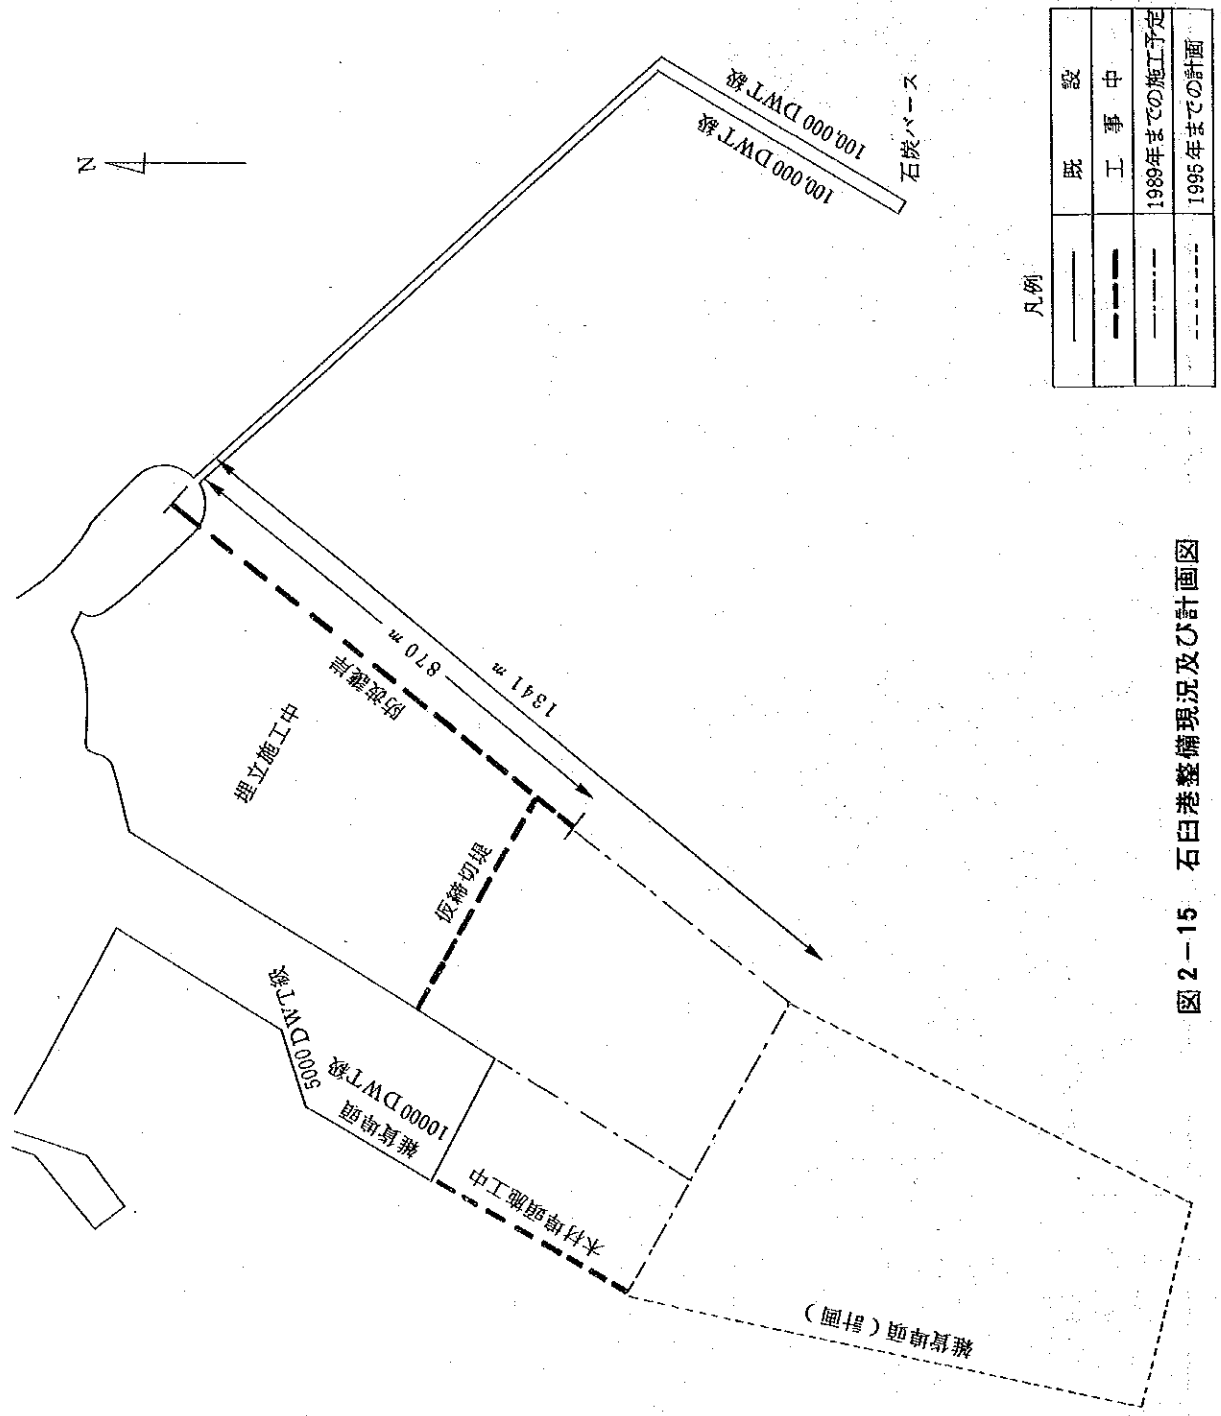 N
100,000 DWT級
100,000 DWT級
石炭バース
防波護岸
870 m
1341 m
埋立施工中
仮締切堤
5000 DWT級
10000 DWT級
雑貨埠頭
木材埠頭施工中
雑貨埠頭(計画)
凡例
既設
工事中
1989年までの施工予定
1995年までの計画
図2-15 石臼港整備現況及び計画図